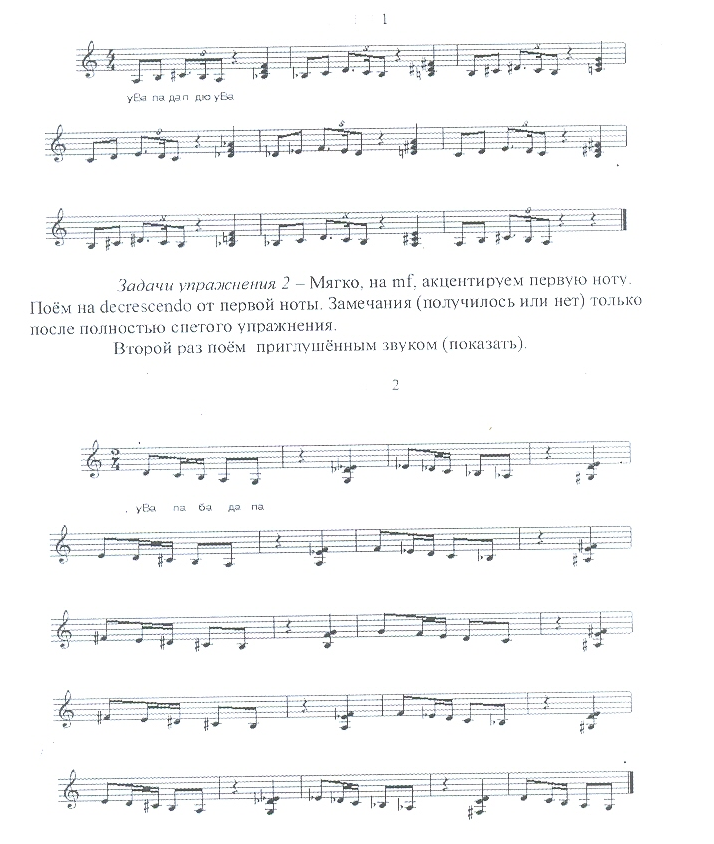 1
уВа па дап дю уВа
Задачи упражнения 2 – Мягко, на mf, акцентируем первую ноту.
Поём на decrescendo от первой ноты. Замечания (получилось или нет) только
после полностью спетого упражнения.
Второй раз поём приглушённым звуком (показать).
2
уВа па ба да па